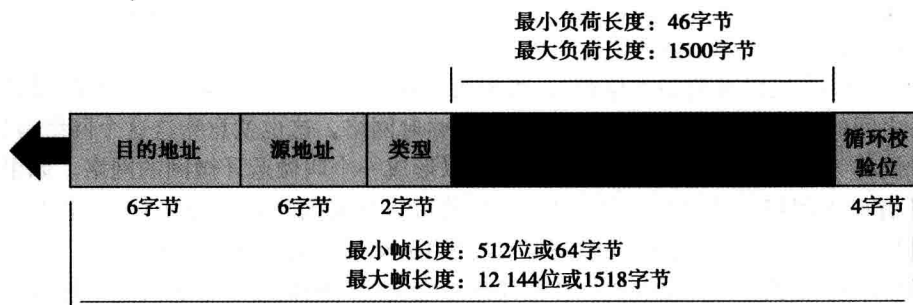 最小负荷长度：46字节
最大负荷长度：1500字节
目的地址
源地址
类型
循环校
验位
6字节
6字节
2字节
4字节
最小帧长度：512位或64字节
最大帧长度：12 144位或1518字节